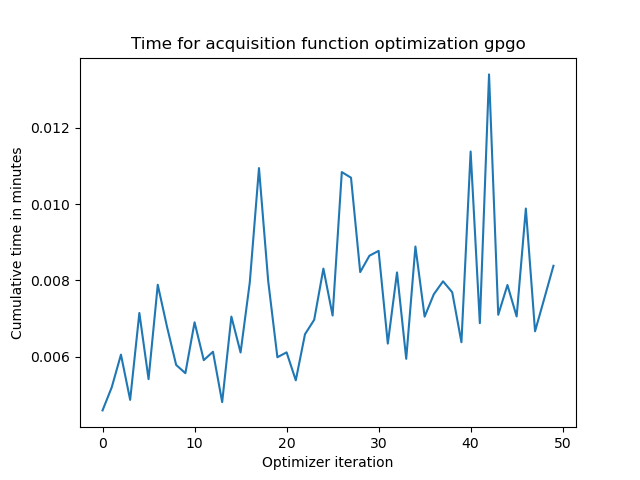 Time for acquisition function optimization gpgo
Cumulative time in minutes
0.012
0.010
0.008
0.006
0 10 20 30 40 50
Optimizer iteration